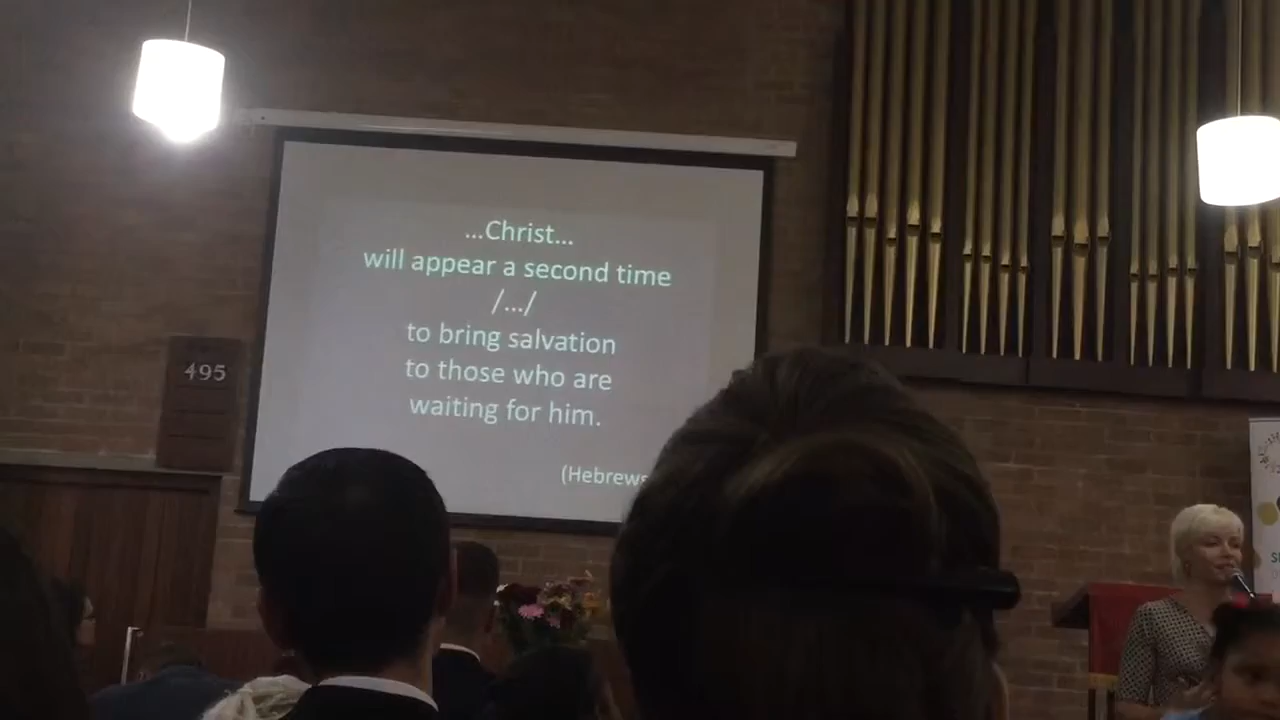 ...Christ...
will appear a second time
/.../
to bring salvation
to those who are
waiting for him.
(Hebrews
495